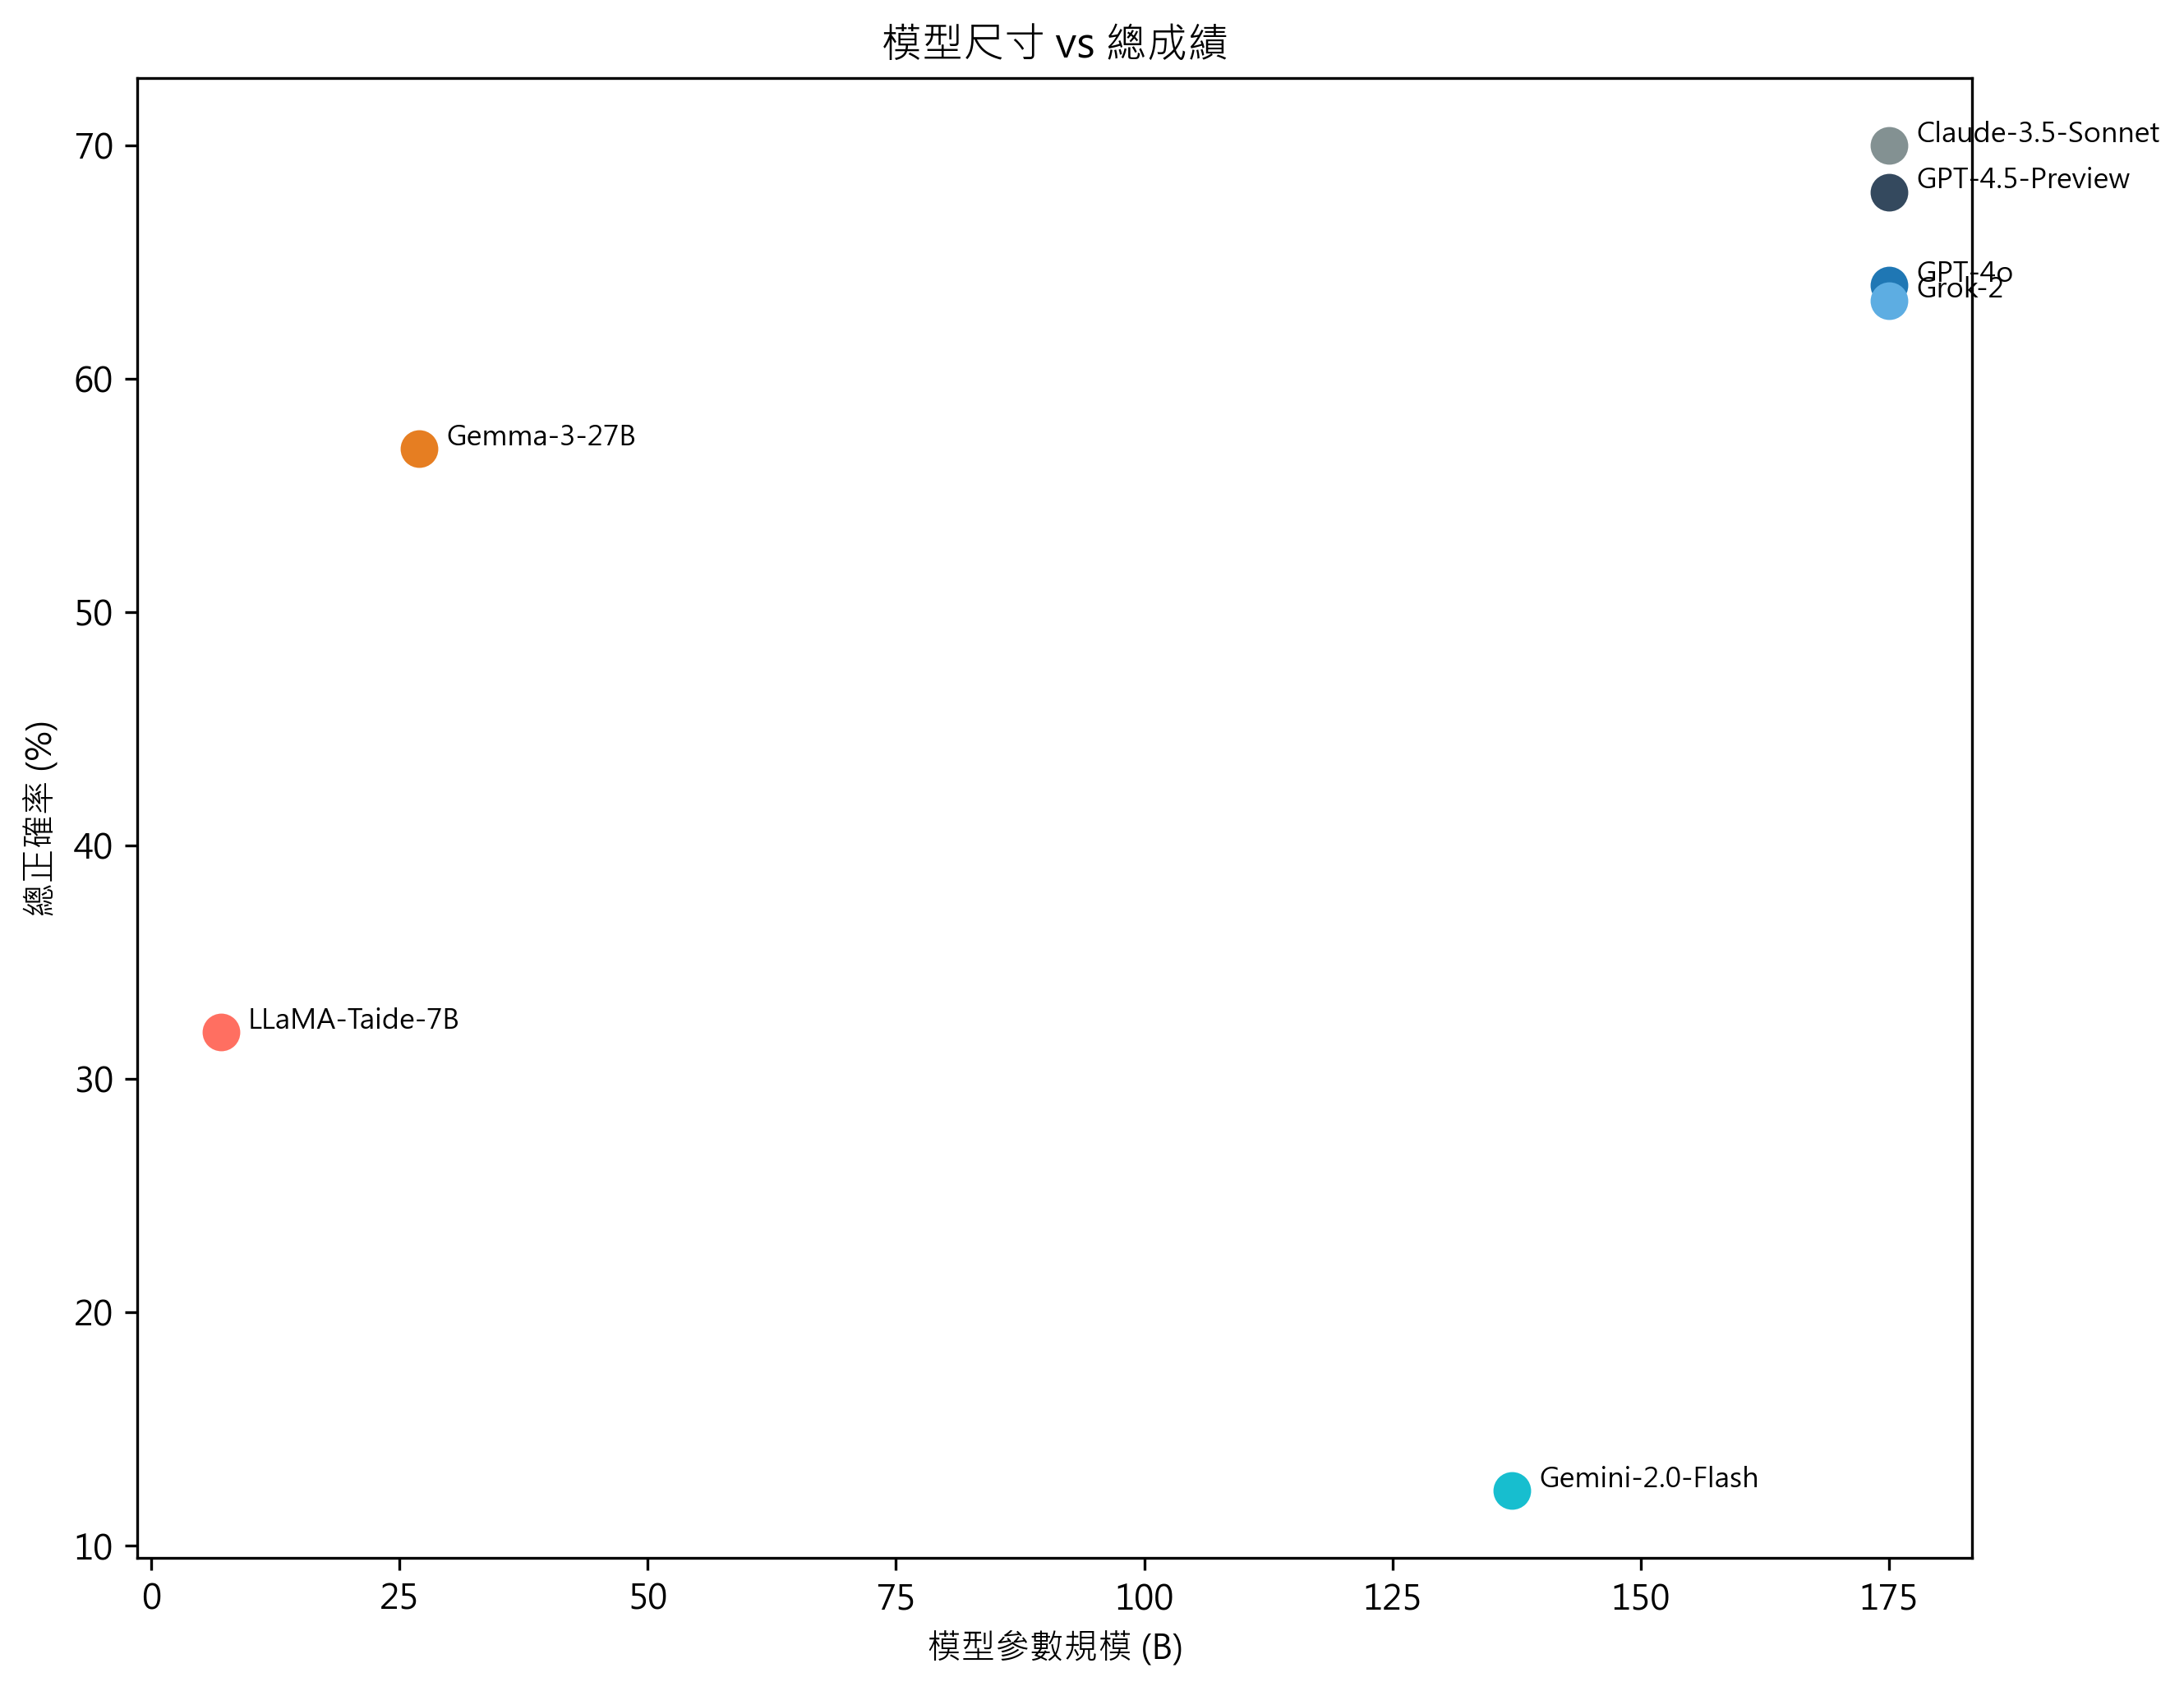 模型尺寸 vs 總成績
70
60
50
40
30
20
10
總正確率 (%)
Claude-3.5-Sonnet
GPT-4.5-Preview
GPT-4o
Grok-2
Gemma-3-27B
LLaMA-Taide-7B
Gemini-2.0-Flash
0 25 50 75 100 125 150 175
模型參數規模 (B)